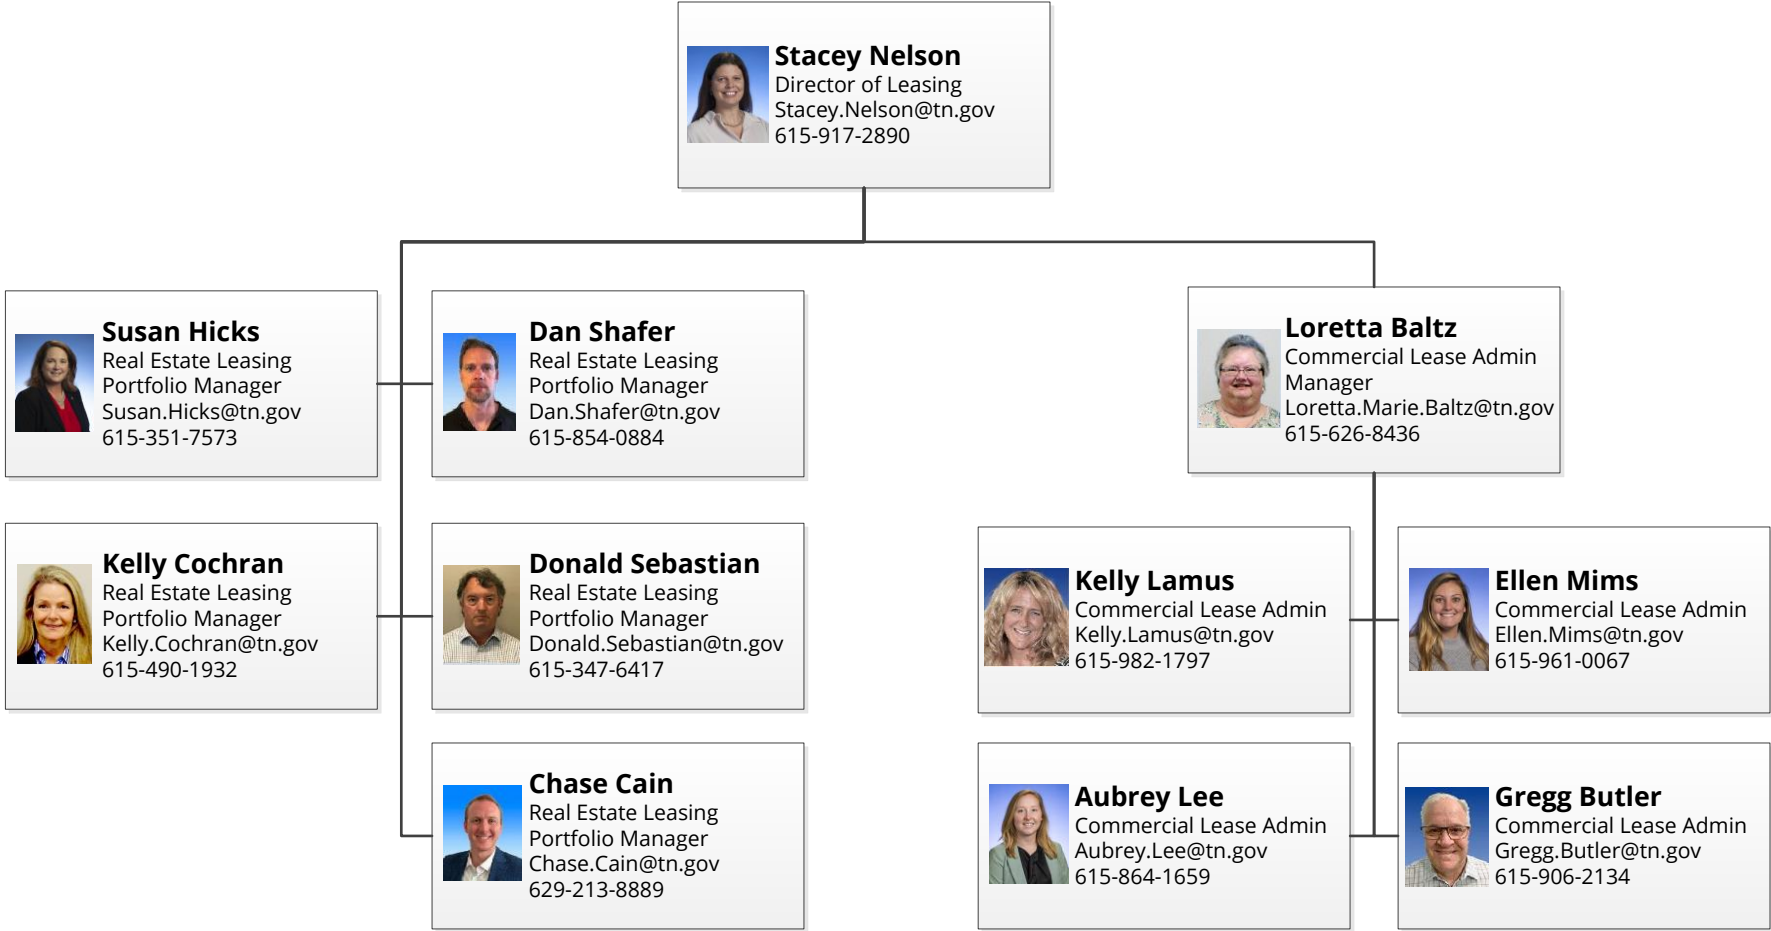 Stacey Nelson
Director of Leasing
Stacey.Nelson@tn.gov
615-917-2890
Susan Hicks
Real Estate Leasing
Portfolio Manager
Susan.Hicks@tn.gov
615-351-7573
Dan Shafer
Real Estate Leasing
Portfolio Manager
Dan.Shafer@tn.gov
615-854-0884
Loretta Baltz
Commercial Lease Admin
Manager
Loretta.Marie.Baltz@tn.gov
615-626-8436
Kelly Cochran
Real Estate Leasing
Portfolio Manager
Kelly.Cochran@tn.gov
615-490-1932
Donald Sebastian
Real Estate Leasing
Portfolio Manager
Donald.Sebastian@tn.gov
615-347-6417
Kelly Lamus
Commercial Lease Admin
Kelly.Lamus@tn.gov
615-982-1797
Ellen Mims
Commercial Lease Admin
Ellen.Mims@tn.gov
615-961-0067
Chase Cain
Real Estate Leasing
Portfolio Manager
Chase.Cain@tn.gov
629-213-8889
Aubrey Lee
Commercial Lease Admin
Aubrey.Lee@tn.gov
615-864-1659
Gregg Butler
Commercial Lease Admin
Gregg.Butler@tn.gov
615-906-2134